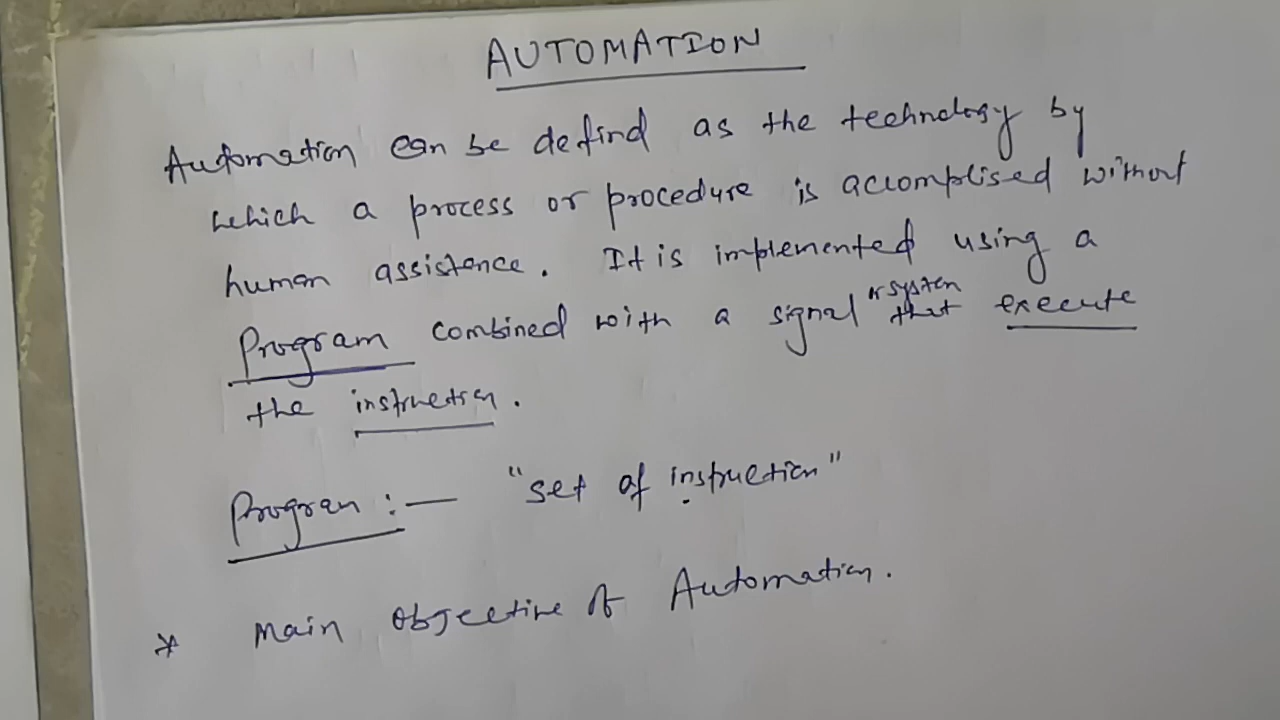 AUTOMATION
Automation can be defind as the technology by
which a process or procedure is accomplised without
human assistance. It is implemented using a
Program combined with a signal "system that execute
the instruction.
Program :— "set of instruction"
* Main Objective of Automation.